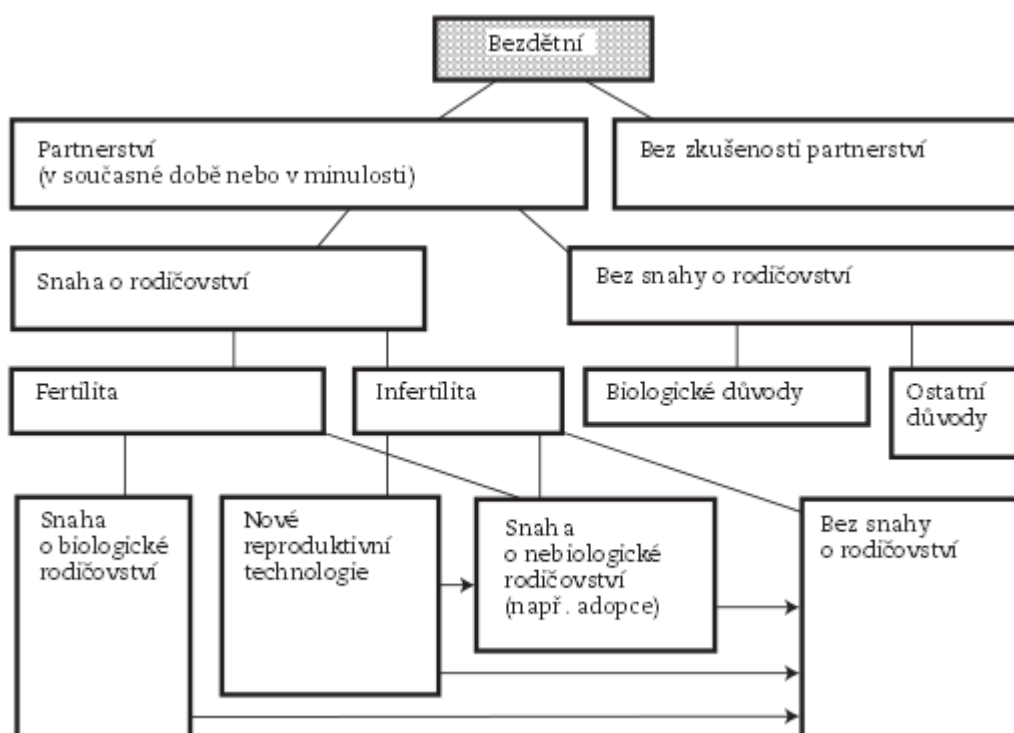 Bezdětní
Partnerství
(v současné době nebo v minulosti)
Bez zkušenosti partnerství
Snaha o rodičovství
Bez snahy o rodičovství
Fertilita
Infertilita
Biologické důvody
Ostatní
důvody
Snaha
o biologické
rodičovství
Nové
reproduktivní
technologie
Snaha
o nebiologické
rodičovství
(např. adopce)
Bez snahy
o rodičovství